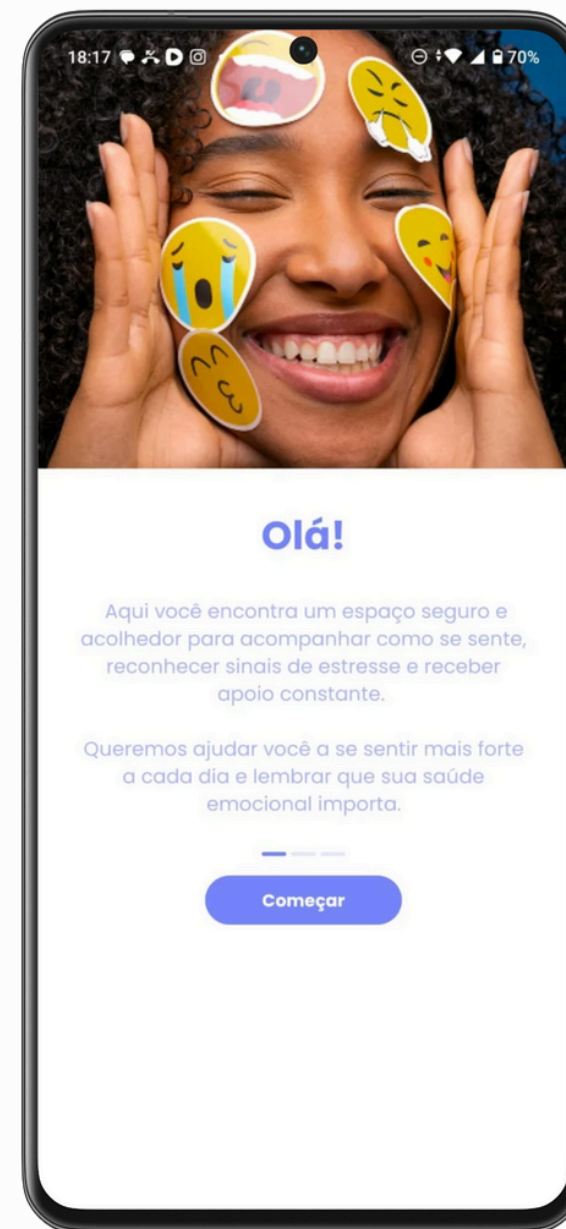 18:17 70%
Olá!
Aqui você encontra um espaço seguro e
acolhedor para acompanhar como se sente,
reconhecer sinais de estresse e receber
apoio constante.
Queremos ajudar você a se sentir mais forte
a cada dia e lembrar que sua saúde
emocional importa.
Começar